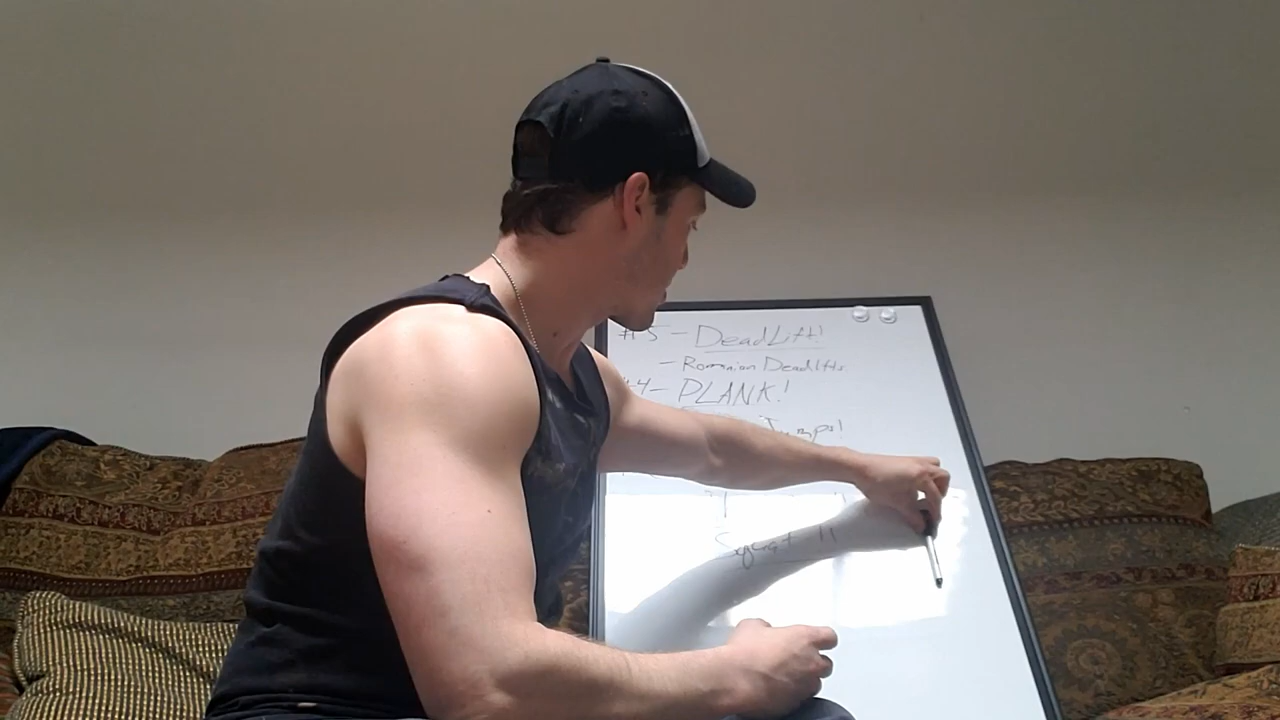 #5 - DeadLift!
- Romanian Deadlifts
#4 - PLANK!
Jumps!
Squat